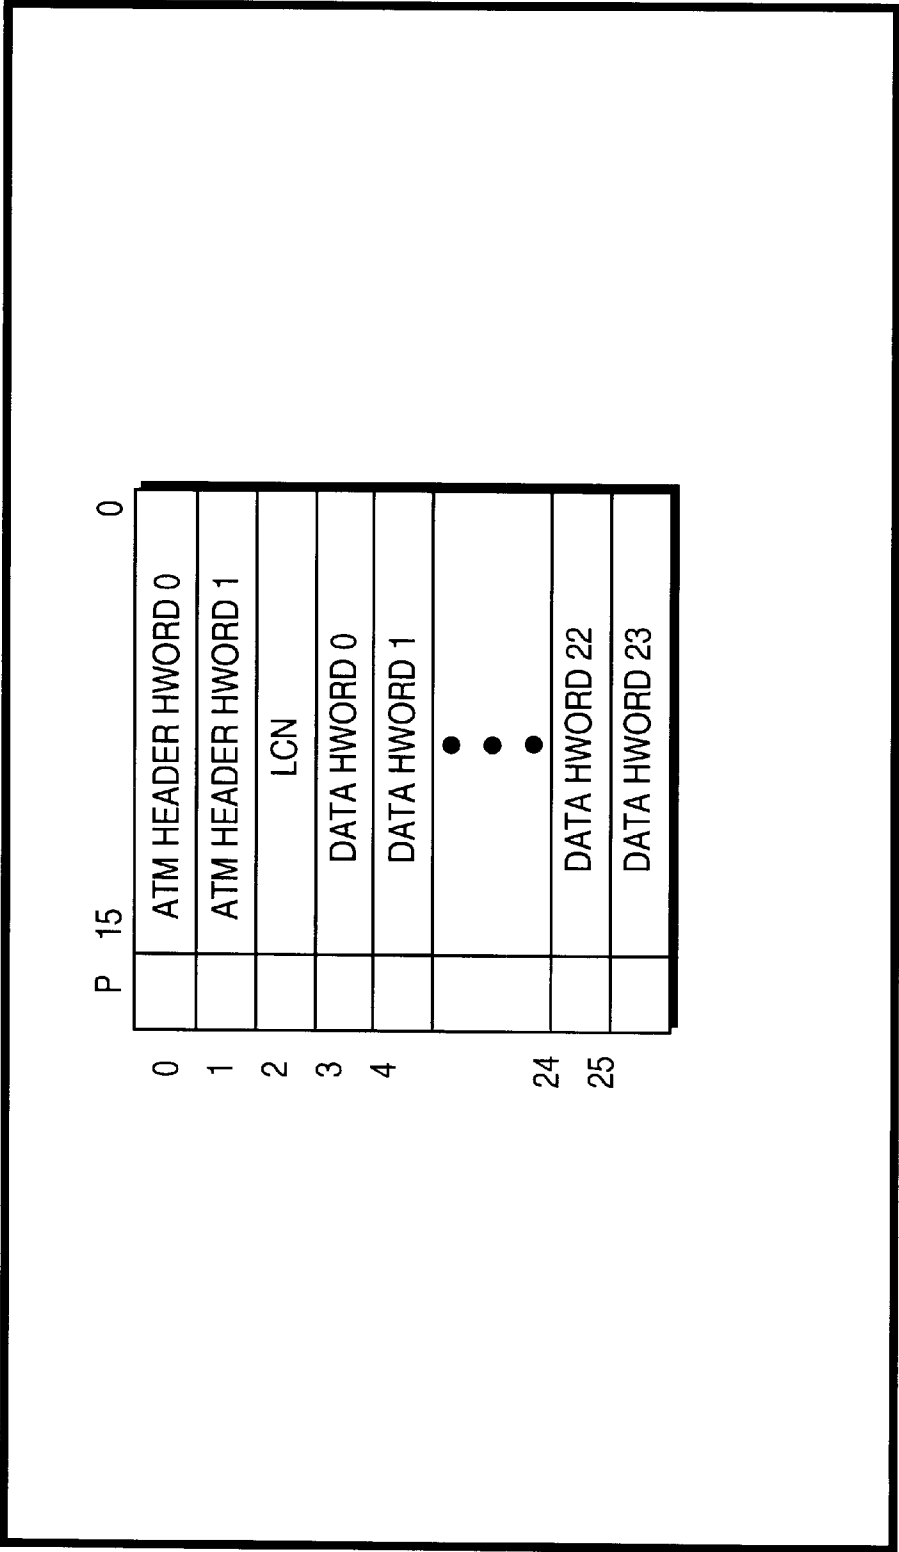 P 15 0
0 ATM HEADER HWORD 0
1 ATM HEADER HWORD 1
2 LCN
3 DATA HWORD 0
4 DATA HWORD 1
24 DATA HWORD 22
25 DATA HWORD 23